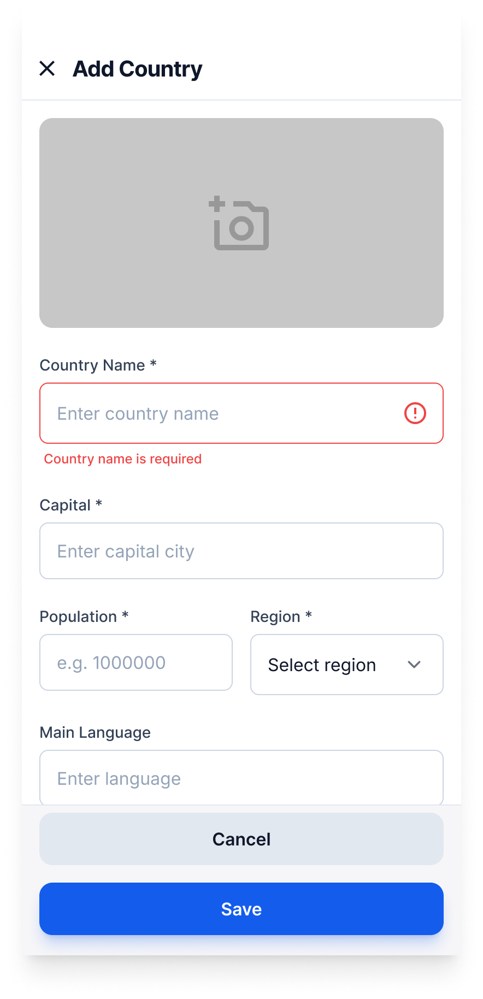 Add Country
Country Name *
Enter country name
Country name is required
Capital *
Enter capital city
Population *
Region *
e.g. 1000000
Select region
Main Language
Enter language
Cancel
Save